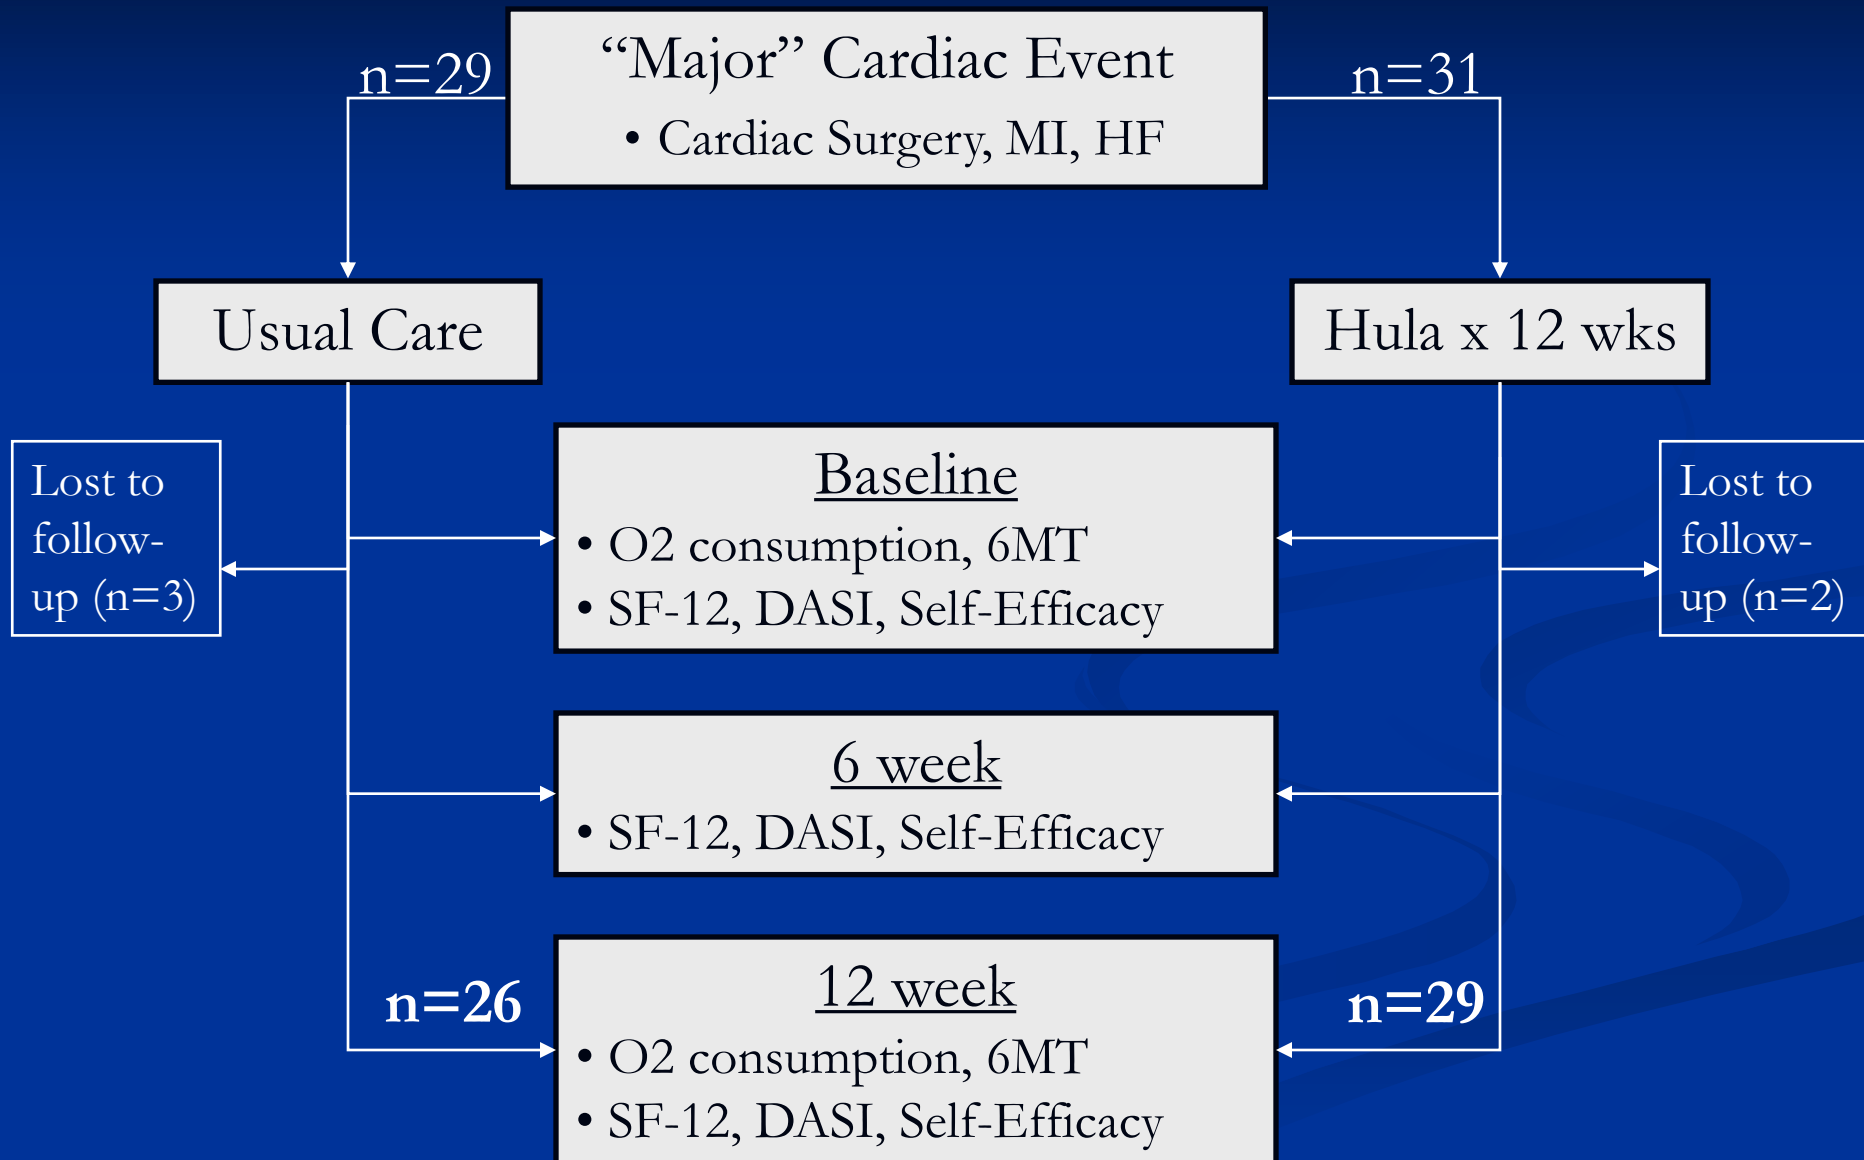 “Major” Cardiac Event
• Cardiac Surgery, MI, HF
n=29
n=31
Usual Care
Hula x 12 wks
Lost to
follow-
up (n=3)
Baseline
• O2 consumption, 6MT
• SF-12, DASI, Self-Efficacy
Lost to
follow-
up (n=2)
6 week
• SF-12, DASI, Self-Efficacy
n=26
12 week
• O2 consumption, 6MT
• SF-12, DASI, Self-Efficacy
n=29